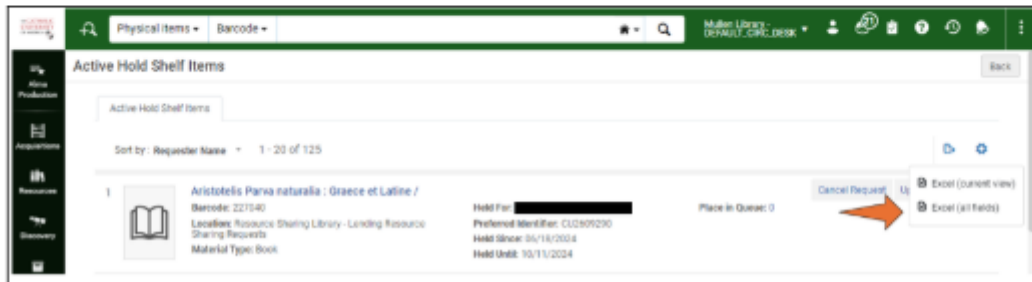 Physical items
Barcode
Mullen Library -
DEFAULT_CIRC_DESK
21
Active Hold Shelf Items
Back
Alma
Production
Acquisitions
Resources
Discovery
Active Hold Shelf Items
Sort by : Requester Name
1 - 20 of 125
1
Aristotelis Parva naturalia : Graece et Latine /
Barcode: 227040
Location: Resource Sharing Library - Lending Resource
Sharing Requests
Material Type: Book
Held For:
Preferred Identifier: CU2609290
Held Since: 06/18/2024
Held Until: 10/11/2024
Place in Queue: 0
Cancel Request
Up
Excel (current view)
Excel (all fields)